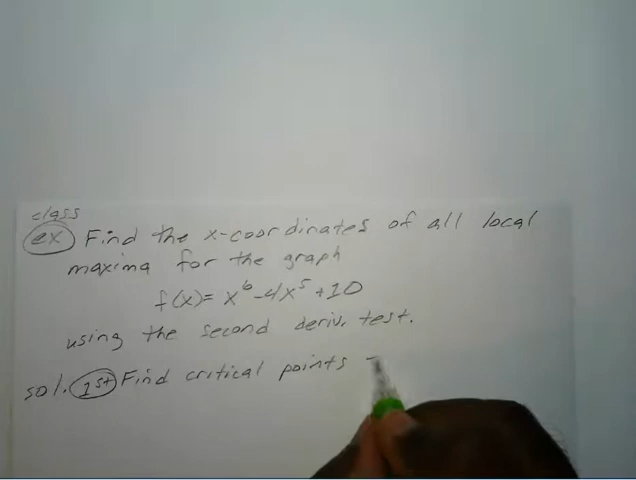 class
ex Find the x-coordinates of all local
maxima for the graph
f(x)= x⁶-4x⁵+10
using the second deriv. test.
sol. 1st Find critical points